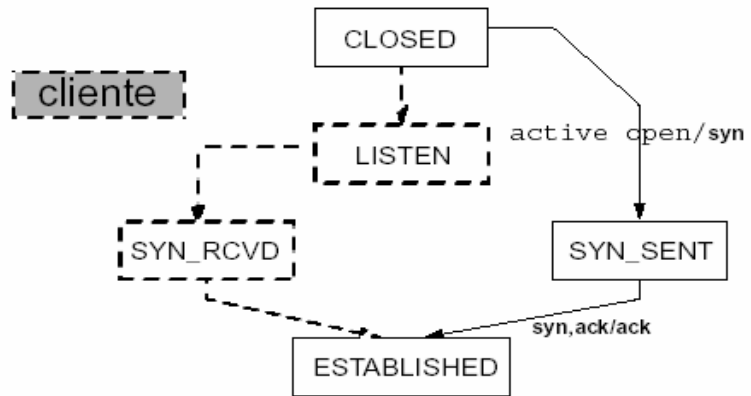 CLOSED
cliente
LISTEN
active open/syn
SYN_RCVD
SYN_SENT
syn,ack/ack
ESTABLISHED